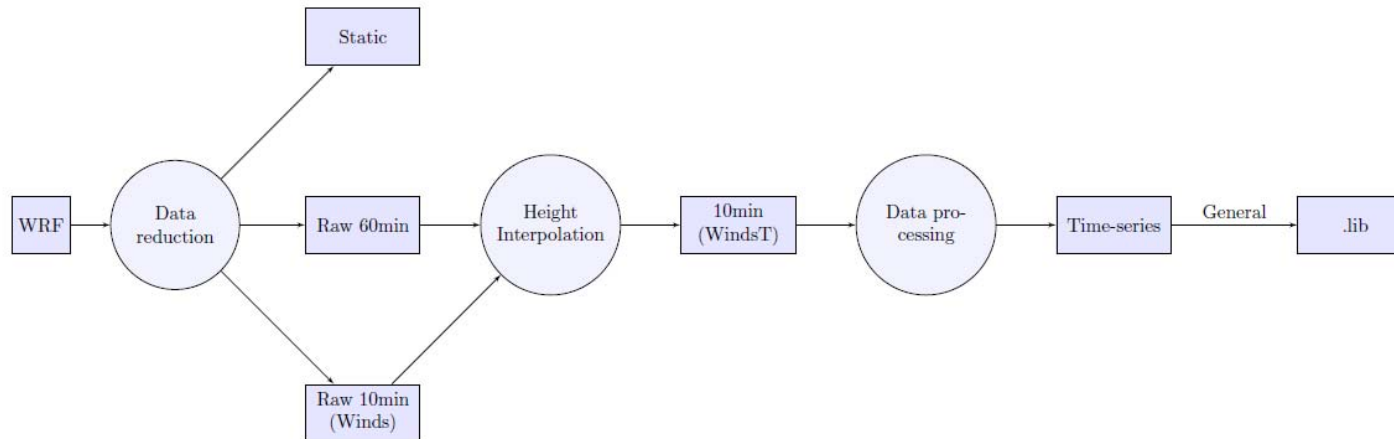 Static
WRF
Data
reduction
Raw 60min
Height
Interpolation
10min
(WindsT)
Data pro-
cessing
Time-series
General
.lib
Raw 10min
(Winds)